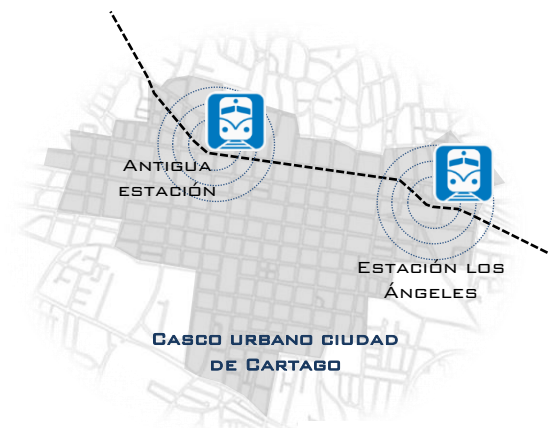 Antigua
estación
Estación los
Ángeles
Casco urbano ciudad
de Cartago